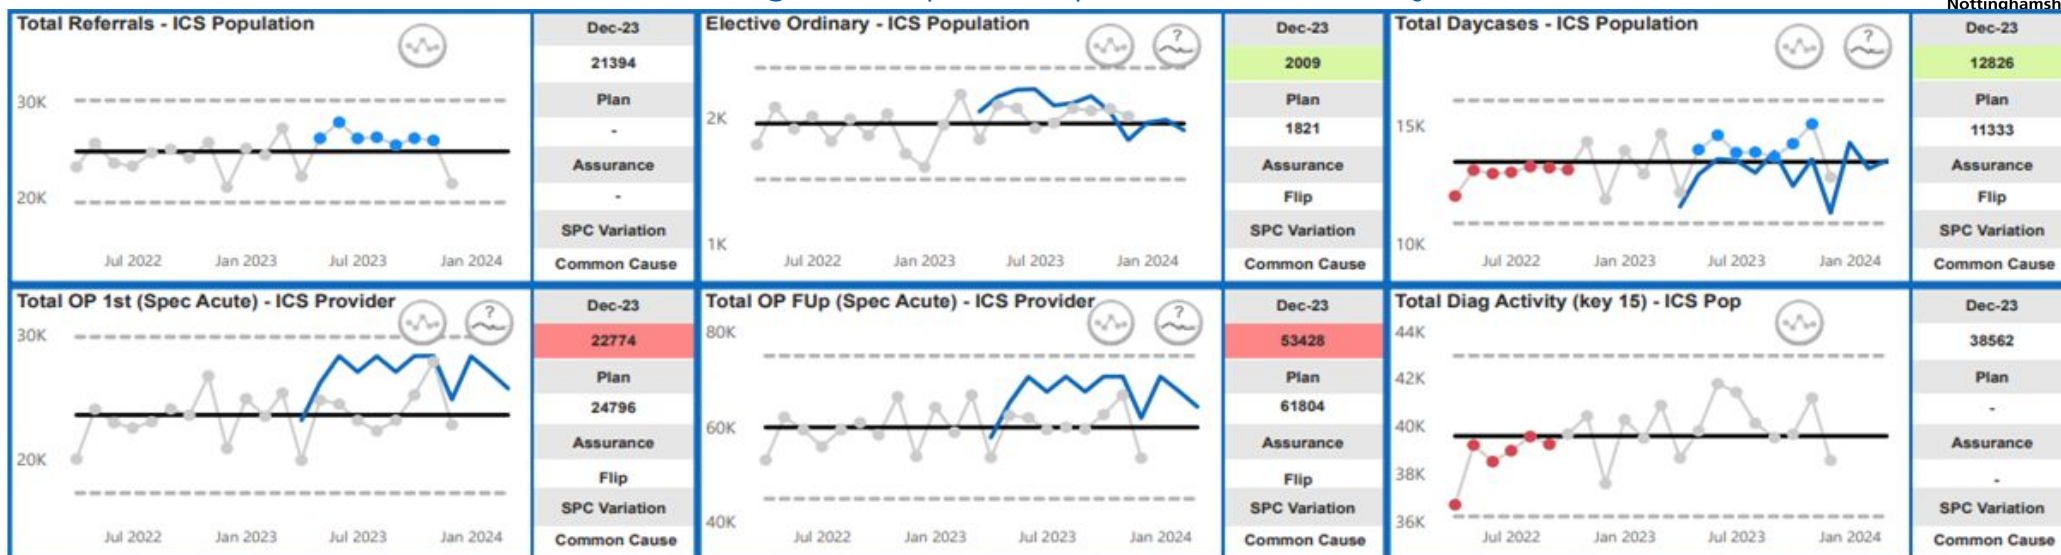 Nottinghamsh
Total Referrals - ICS Population
30K
20K
Jul 2022 Jan 2023 Jul 2023 Jan 2024
Dec-23
21394
Plan
-
Assurance
-
SPC Variation
Common Cause
Elective Ordinary - ICS Population
?
2K
1K
Jul 2022 Jan 2023 Jul 2023 Jan 2024
Dec-23
2009
Plan
1821
Assurance
Flip
SPC Variation
Common Cause
Total Daycases - ICS Population
?
15K
10K
Jul 2022 Jan 2023 Jul 2023 Jan 2024
Dec-23
12826
Plan
11333
Assurance
Flip
SPC Variation
Common Cause
Total OP 1st (Spec Acute) - ICS Provider
?
30K
20K
Jul 2022 Jan 2023 Jul 2023 Jan 2024
Dec-23
22774
Plan
24796
Assurance
Flip
SPC Variation
Common Cause
Total OP FUp (Spec Acute) - ICS Provider
?
80K
60K
40K
Jul 2022 Jan 2023 Jul 2023 Jan 2024
Dec-23
53428
Plan
61804
Assurance
Flip
SPC Variation
Common Cause
Total Diag Activity (key 15) - ICS Pop
44K
42K
40K
38K
36K
Jul 2022 Jan 2023 Jul 2023 Jan 2024
Dec-23
38562
Plan
-
Assurance
-
SPC Variation
Common Cause